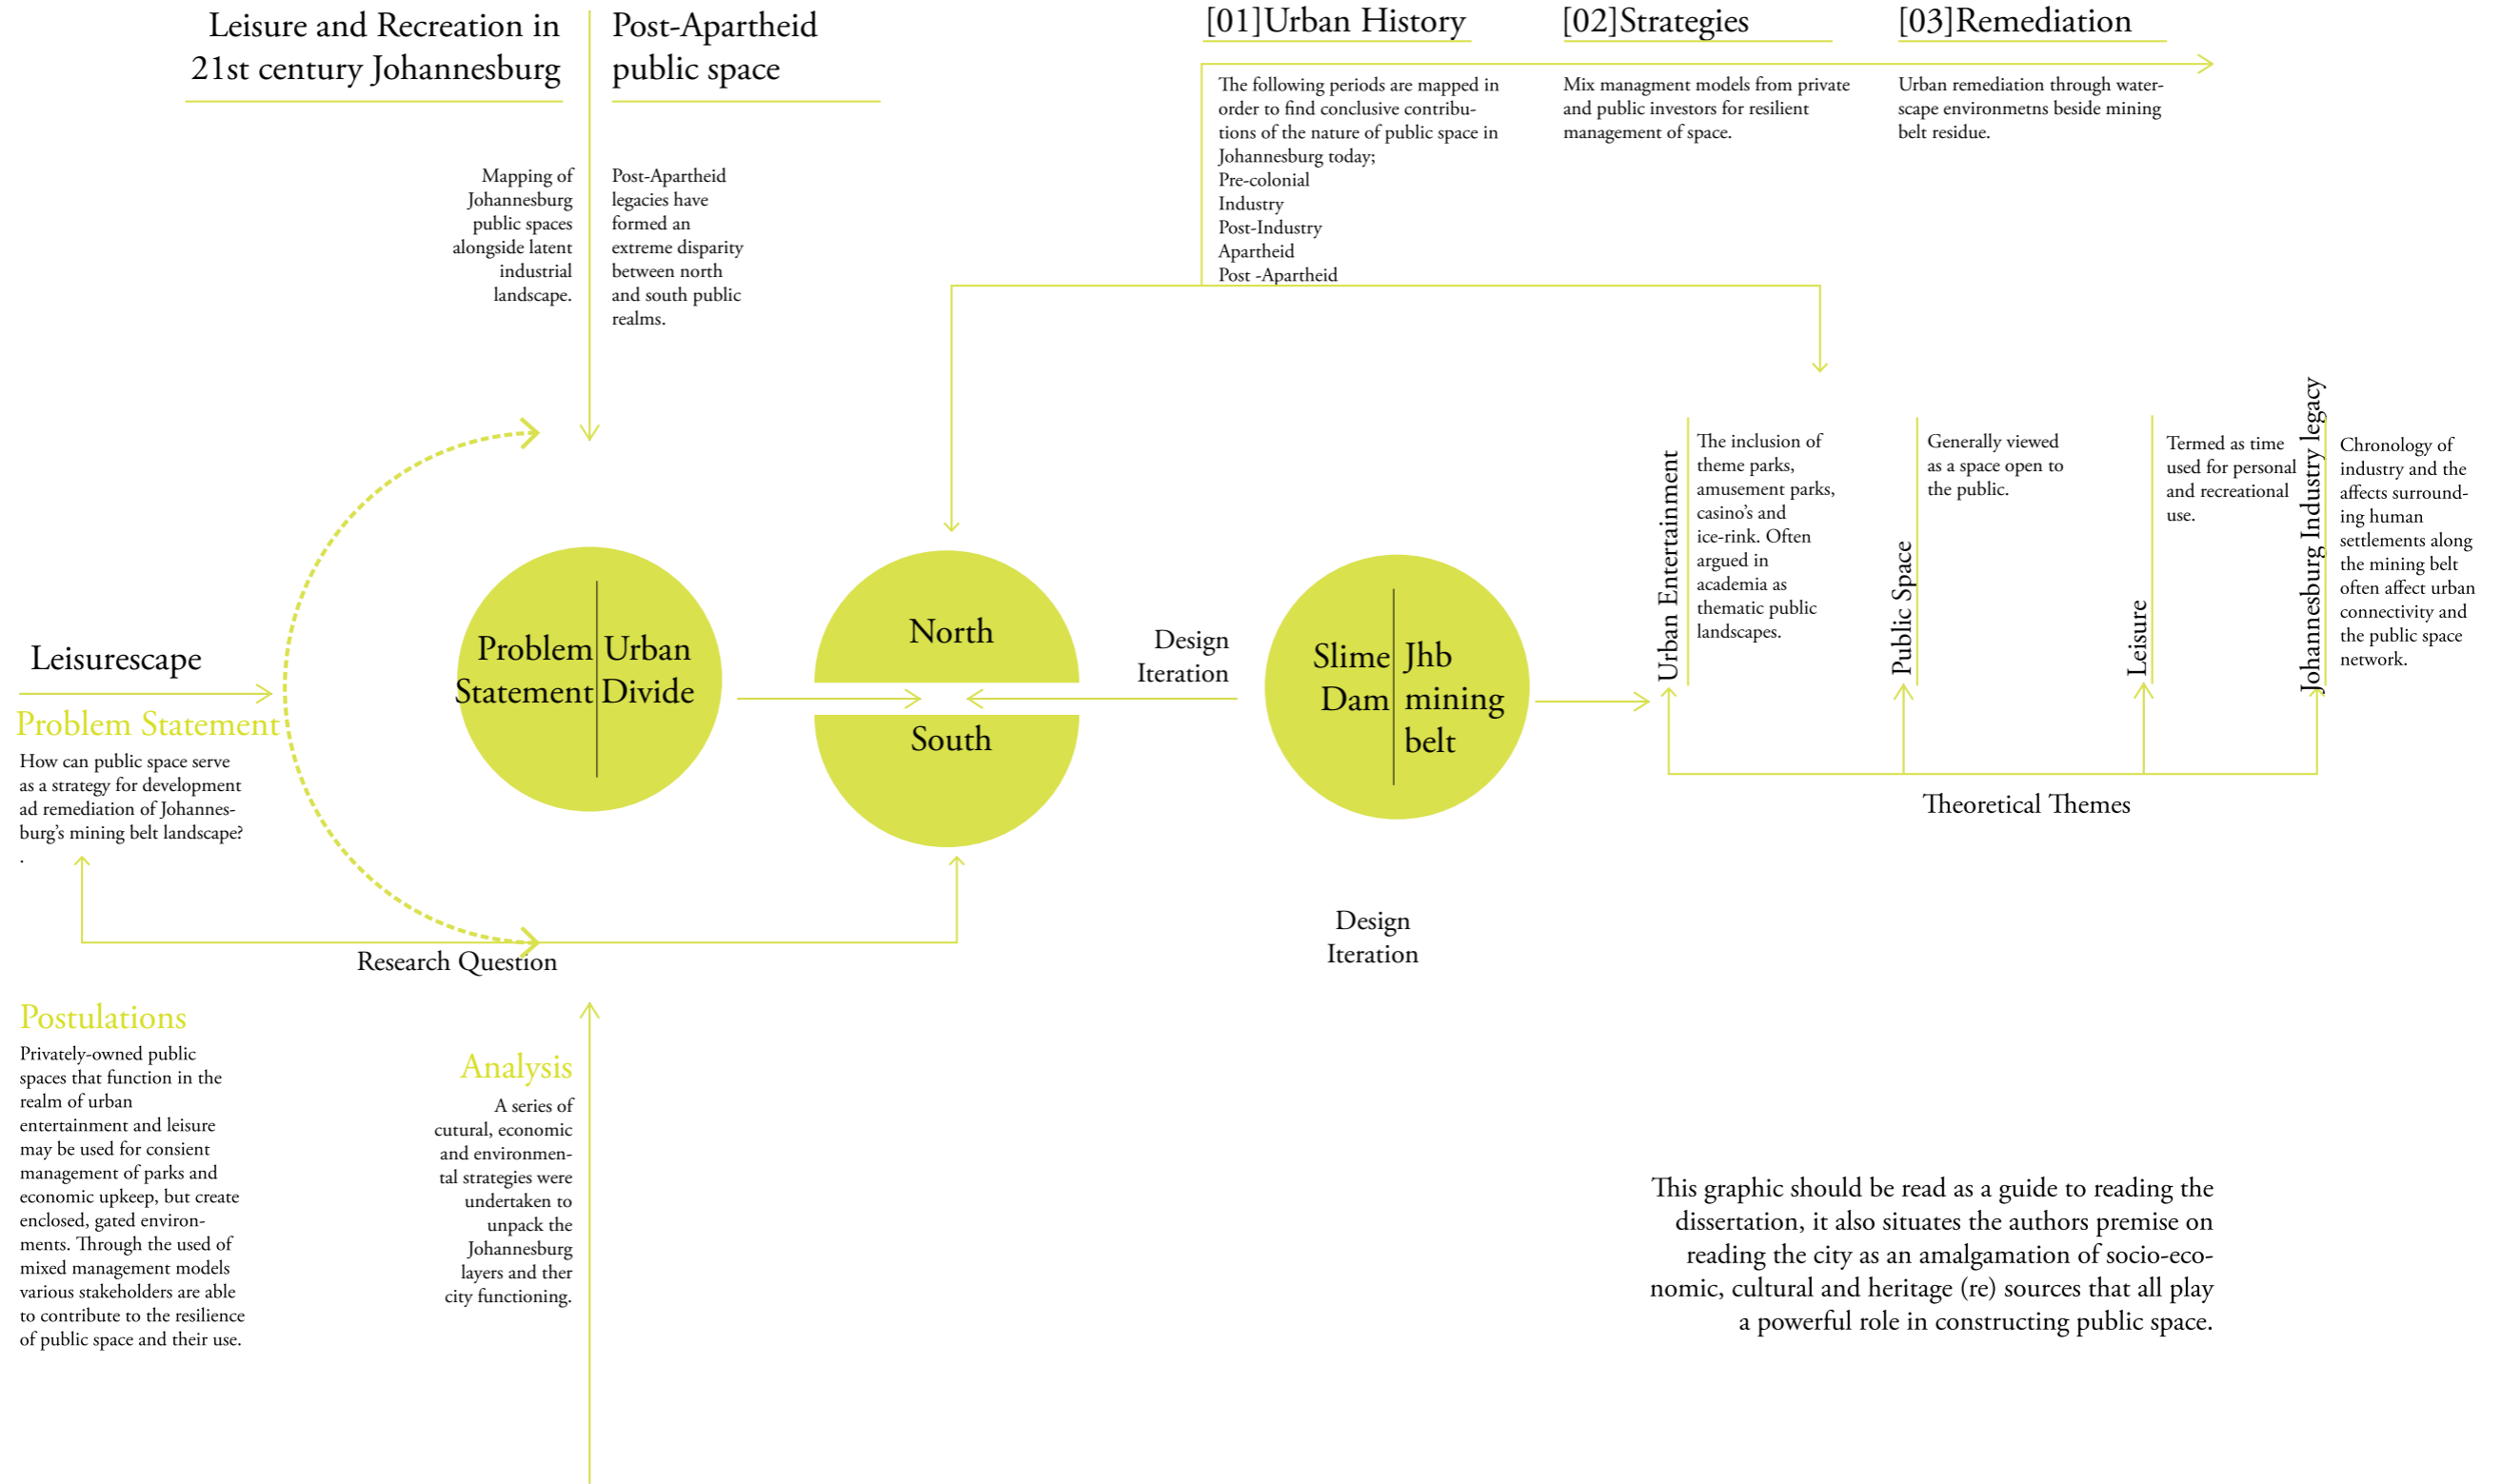 Leisure and Recreation in
21st century Johannesburg
Post-Apartheid
public space
Mapping of
Johannesburg
public spaces
alongside latent
industrial
landscape.
Post-Apartheid
legacies have
formed an
extreme disparity
between north
and south public
realms.
[01]Urban History
The following periods are mapped in
order to find conclusive contribu-
tions of the nature of public space in
Johannesburg today;
Pre-colonial
Industry
Post-Industry
Apartheid
Post -Apartheid
[02]Strategies
Mix managment models from private
and public investors for resilient
management of space.
[03]Remediation
Urban remediation through water-
scape environmetns beside mining
belt residue.
Leisurescape
Problem Statement
How can public space serve
as a strategy for development
ad remediation of Johannes-
burg's mining belt landscape?
.
Problem
Statement
Urban
Divide
North
South
Design
Iteration
Slime
Dam
Jhb
mining
belt
Urban Entertainment
The inclusion of
theme parks,
amusement parks,
casino's and
ice-rink. Often
argued in
academia as
thematic public
landscapes.
Public Space
Generally viewed
as a space open to
the public.
Leisure
Termed as time
used for personal
and recreational
use.
Johannesburg Industry legacy
Chronology of
industry and the
affects surround-
ing human
settlements along
the mining belt
often affect urban
connectivity and
the public space
network.
Theoretical Themes
Design
Iteration
Research Question
Postulations
Privately-owned public
spaces that function in the
realm of urban
entertainment and leisure
may be used for consient
management of parks and
economic upkeep, but create
enclosed, gated environ-
ments. Through the used of
mixed management models
various stakeholders are able
to contribute to the resilience
of public space and their use.
Analysis
A series of
cutural, economic
and environmen-
tal strategies were
undertaken to
unpack the
Johannesburg
layers and ther
city functioning.
This graphic should be read as a guide to reading the
dissertation, it also situates the authors premise on
reading the city as an amalgamation of socio-eco-
nomic, cultural and heritage (re) sources that all play
a powerful role in constructing public space.